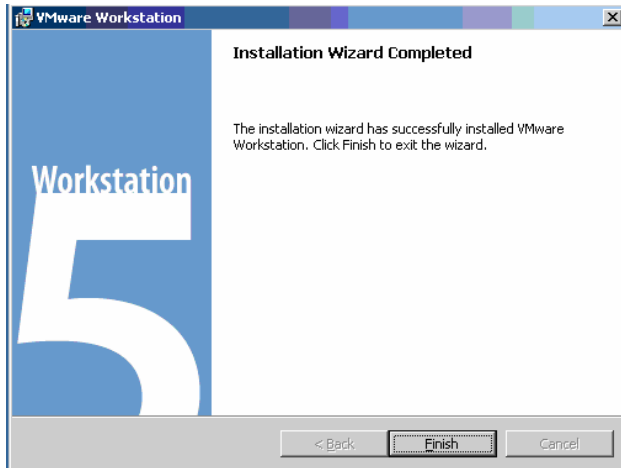 VMware Workstation
Installation Wizard Completed
The installation wizard has successfully installed VMware
Workstation. Click Finish to exit the wizard.
Workstation
5
< Back
Finish
Cancel